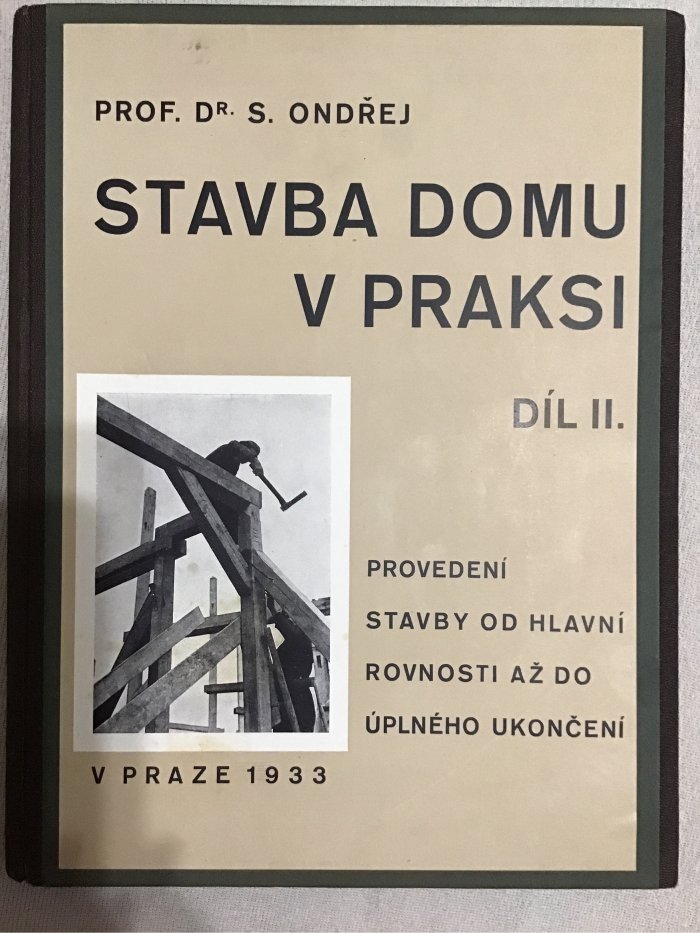 PROF. DR. S. ONDŘEJ
STAVBA DOMU
V PRAKSI
DÍL II.
PROVEDENÍ
STAVBY OD HLAVNÍ
ROVNOSTI AŽ DO
ÚPLNÉHO UKONČENÍ
V PRAZE 1933